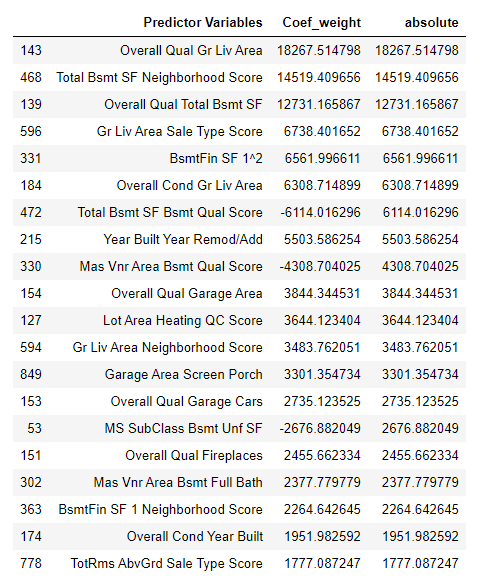 Predictor Variables Coef_weight absolute
143 Overall Qual Gr Liv Area 18267.514798 18267.514798
468 Total Bsmt SF Neighborhood Score 14519.409656 14519.409656
139 Overall Qual Total Bsmt SF 12731.165867 12731.165867
596 Gr Liv Area Sale Type Score 6738.401652 6738.401652
331 BsmtFin SF 1^2 6561.996611 6561.996611
184 Overall Cond Gr Liv Area 6308.714899 6308.714899
472 Total Bsmt SF Bsmt Qual Score -6114.016296 6114.016296
215 Year Built Year Remod/Add 5503.586254 5503.586254
330 Mas Vnr Area Bsmt Qual Score -4308.704025 4308.704025
154 Overall Qual Garage Area 3844.344531 3844.344531
127 Lot Area Heating QC Score 3644.123404 3644.123404
594 Gr Liv Area Neighborhood Score 3483.762051 3483.762051
849 Garage Area Screen Porch 3301.354734 3301.354734
153 Overall Qual Garage Cars 2735.123525 2735.123525
53 MS SubClass Bsmt Unf SF -2676.882049 2676.882049
151 Overall Qual Fireplaces 2455.662334 2455.662334
302 Mas Vnr Area Bsmt Full Bath 2377.779779 2377.779779
363 BsmtFin SF 1 Neighborhood Score 2264.642645 2264.642645
174 Overall Cond Year Built 1951.982592 1951.982592
778 TotRms AbvGrd Sale Type Score 1777.087247 1777.087247